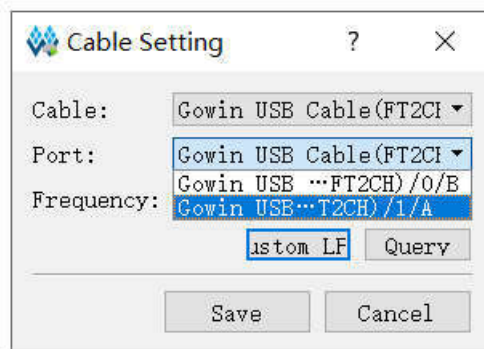 Cable Setting ? ×
Cable: Gowin USB Cable(FT2CH
Port: Gowin USB Cable(FT2CH
Gowin USB ···FT2CH)/0/B
Frequency: Gowin USB···T2CH)/1/A
ustom LF Query
Save Cancel